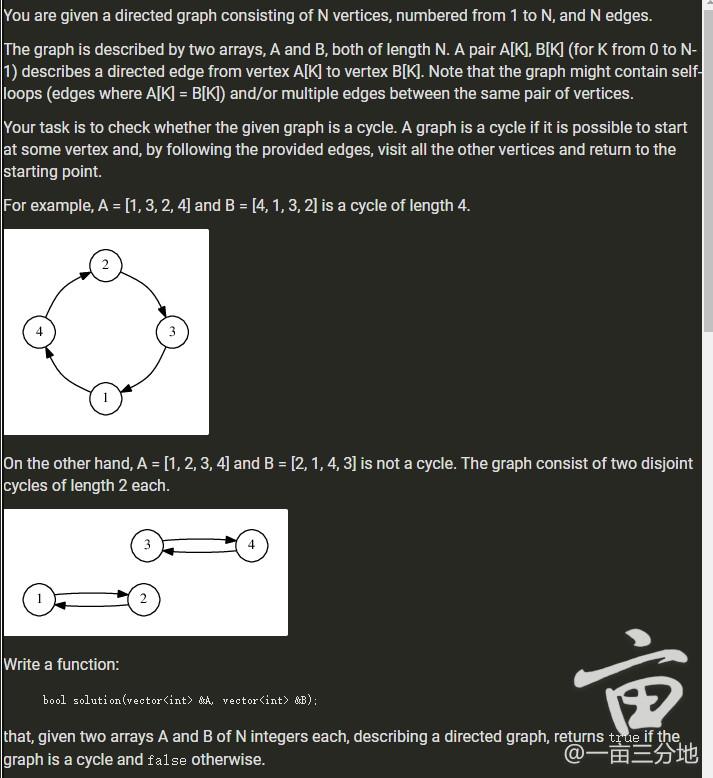 You are given a directed graph consisting of N vertices, numbered from 1 to N, and N edges.
The graph is described by two arrays, A and B, both of length N. A pair A[K], B[K] (for K from 0 to N-
1) describes a directed edge from vertex A[K] to vertex B[K]. Note that the graph might contain self-
loops (edges where A[K] = B[K]) and/or multiple edges between the same pair of vertices.
Your task is to check whether the given graph is a cycle. A graph is a cycle if it is possible to start
at some vertex and, by following the provided edges, visit all the other vertices and return to the
starting point.
For example, A = [1, 3, 2, 4] and B = [4, 1, 3, 2] is a cycle of length 4.
2
4
3
1
On the other hand, A = [1, 2, 3, 4] and B = [2, 1, 4, 3] is not a cycle. The graph consist of two disjoint
cycles of length 2 each.
3
4
1
2
Write a function:
bool solution(vector<int> &A, vector<int> &B);
that, given two arrays A and B of N integers each, describing a directed graph, returns true if the
graph is a cycle and false otherwise.
亩
@一亩三分地